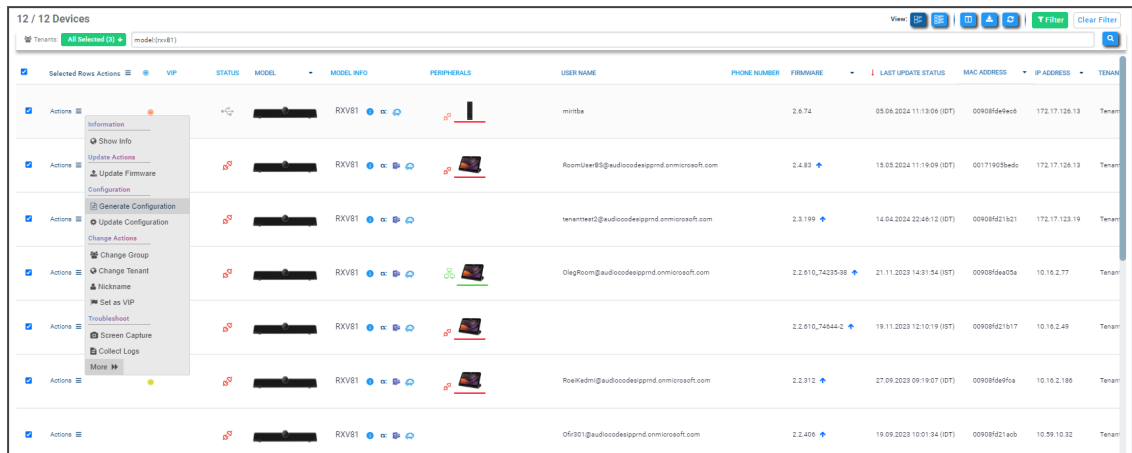 12 / 12 Devices
View:
Filter
Clear Filter
Tenants: All Selected (3) +
model:(rxv81)
Selected Rows Actions VIP STATUS MODEL MODEL INFO PERIPHERALS USER NAME PHONE NUMBER FIRMWARE LAST UPDATE STATUS MAC ADDRESS IP ADDRESS TENAN
Actions RXV81 miritba 2.6.74 05.06.2024 11:13:06 (IDT) 00908fde9ec6 172.17.126.13 Tenan
Information
Show Info
Update Actions
Update Firmware
Configuration
Generate Configuration
Update Configuration
Change Actions
Change Group
Change Tenant
Nickname
Set as VIP
Troubleshoot
Screen Capture
Collect Logs
More
Actions RXV81 RoomUserBS@audiocodesipprnd.onmicrosoft.com 2.4.83 15.05.2024 11:19:09 (IDT) 00171905bedc 172.17.126.13 Tenan
Actions RXV81 tenanttest2@audiocodesipprnd.onmicrosoft.com 2.3.199 14.04.2024 22:46:12 (IDT) 00908fd21b21 172.17.123.19 Tenan
Actions RXV81 OlegRoom@audiocodesipprnd.onmicrosoft.com 2.2.610_74235-38 21.11.2023 14:31:54 (IST) 00908fdea05a 10.16.2.77 Tenan
Actions RXV81 2.2.610_74644-2 19.11.2023 12:10:19 (IST) 00908fd21b17 10.16.2.49 Tenan
Actions RXV81 RoeiKedmi@audiocodesipprnd.onmicrosoft.com 2.2.312 27.09.2023 09:19:07 (IDT) 00908fde9fca 10.16.2.186 Tenan
Actions RXV81 Ofir301@audiocodesipprnd.onmicrosoft.com 2.2.406 19.09.2023 10:01:34 (IDT) 00908fd21acb 10.59.10.32 Tenan